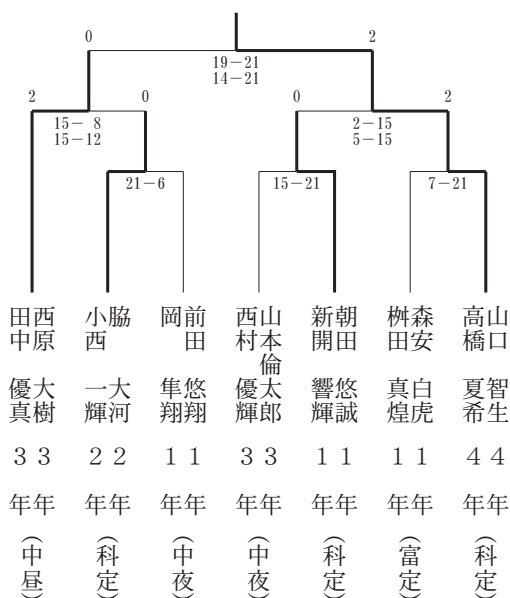 0
2
19－21
14－21
2
0
0
2
15－ 8
15－12
2－15
5－15
21－6
15－21
7－21
山口　智生　4年
高橋　夏希　4年
(科定)
森安　白虎　1年
桝田　真煌　1年
(富定)
朝田　悠誠　1年
新開　響輝　1年
(科定)
山本倫太郎　3年
西村　優輝　3年
(中夜)
前田　悠翔　1年
岡　隼翔　1年
(中夜)
脇　大河　2年
小西　一輝　2年
(科定)
西原　大樹　3年
田中　優真　3年
(中昼)